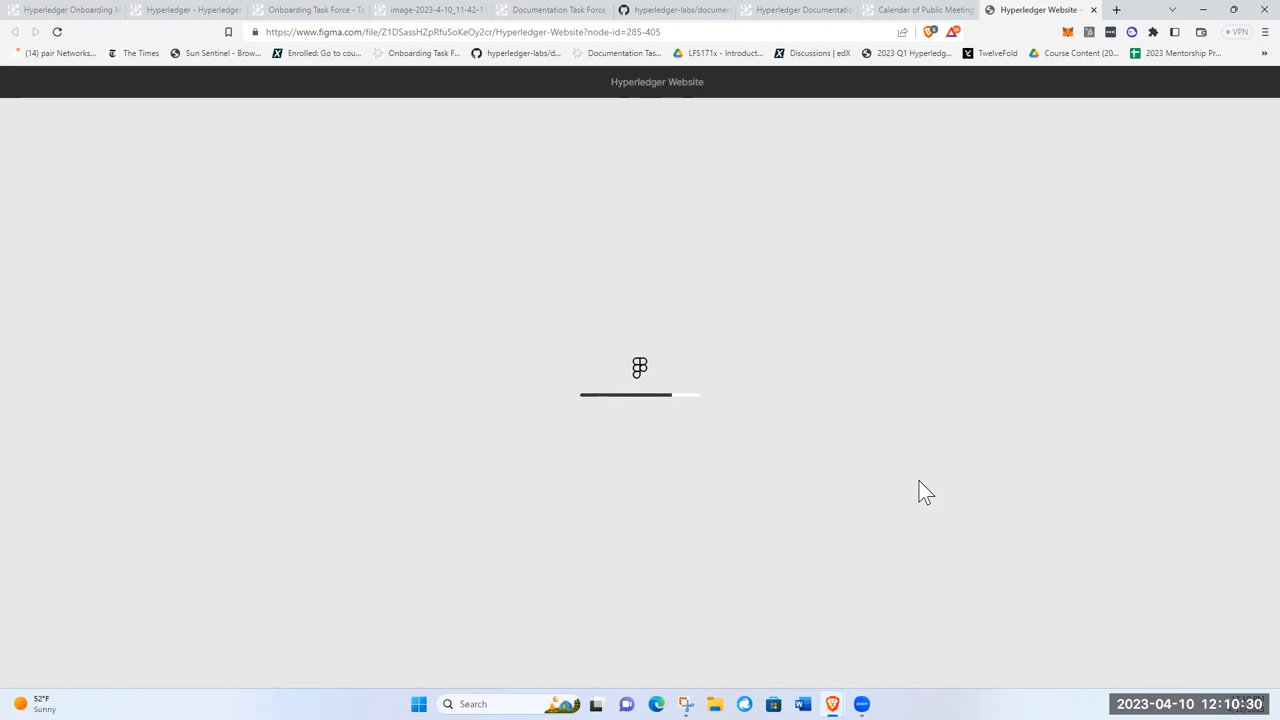 Hyperledger Onboarding M
Hyperledger - Hyperledger
Onboarding Task Force - Ta
image-2023-4-10_11-42-11
Documentation Task Force
hyperledger-labs/docume
Hyperledger Documentati
Calendar of Public Meeting
Hyperledger Website -
https://www.figma.com/file/Z1DSassHZpRfuSoKeOy2cr/Hyperledger-Website?node-id=285-405
VPN
(14) pair Networks...
The Times
Sun Sentinel - Brow...
Enrolled: Go to cou...
Onboarding Task F...
hyperledger-labs/d...
Documentation Tas...
LFS171x - Introduct...
Discussions | edX
2023 Q1 Hyperledg...
TwelveFold
Course Content (20...
2023 Mentorship Pr...
»
Hyperledger Website
52°F
Sunny
Search
2023-04-10 12:10:30